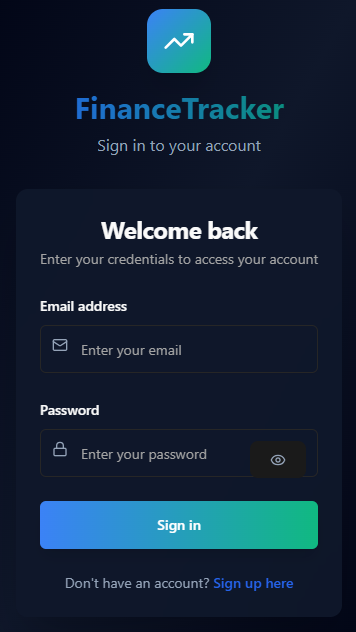 FinanceTracker
Sign in to your account
Welcome back
Enter your credentials to access your account
Email address
Enter your email
Password
Enter your password
Sign in
Don't have an account? Sign up here